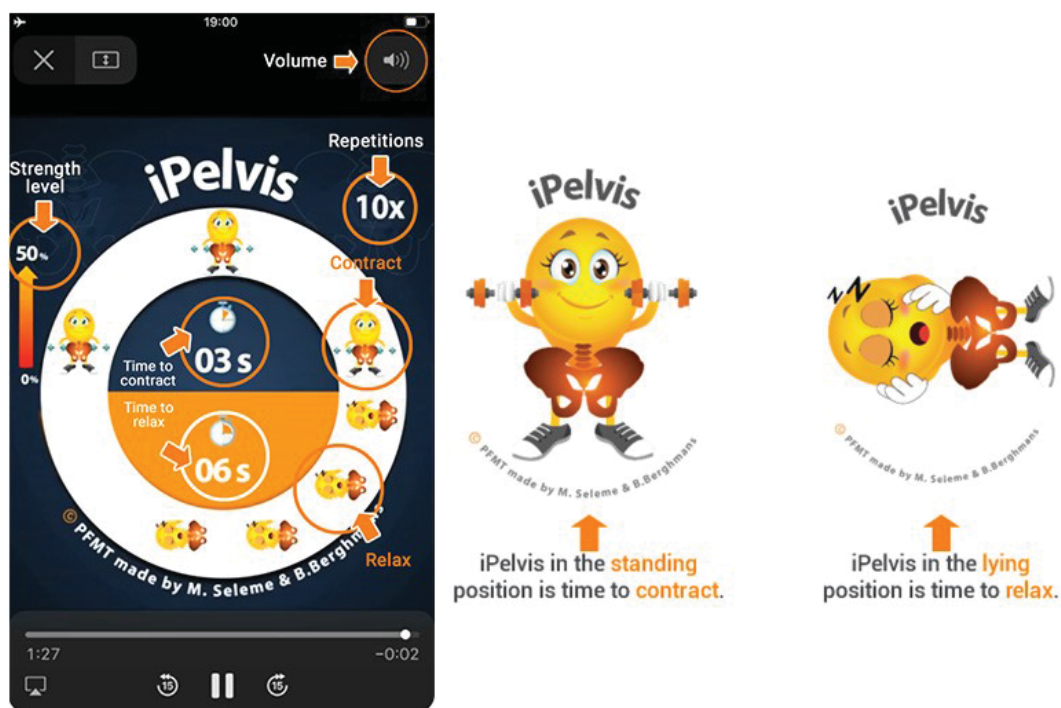 19:00
Volume
Repetitions
Strength
level
iPelvis
10x
50%
Contract
03 s
Time to
contract
0%
Time to
relax
06 s
Relax
© PFMT made by M. Seleme & B.Berghmans
1:27
-0:02
15
15
iPelvis
© PFMT made by M. Seleme & B.Berghmans
iPelvis in the standing
position is time to contract.
iPelvis
zZ
© PFMT made by M. Seleme & B.Berghmans
iPelvis in the lying
position is time to relax.